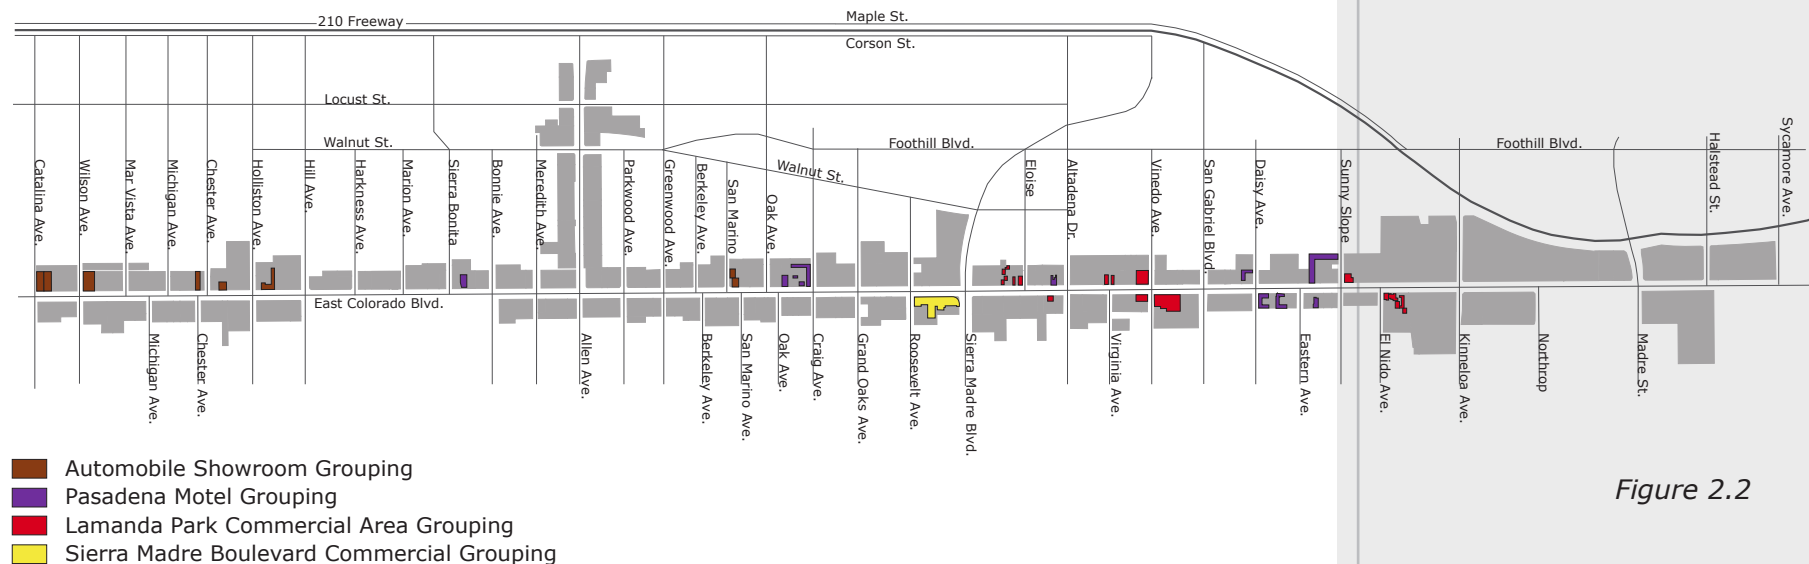 210 Freeway
Maple St.
Corson St.
Locust St.
Walnut St.
Foothill Blvd.
Foothill Blvd.
Walnut St.
Catalina Ave.
Wilson Ave.
Mar Vista Ave.
Michigan Ave.
Chester Ave.
Holliston Ave.
Hill Ave.
Harkness Ave.
Marion Ave.
Sierra Bonita
Bonnie Ave.
Meredith Ave.
Parkwood Ave.
Greenwood Ave.
Berkeley Ave.
San Marino
Oak Ave.
Eloise
Altadena Dr.
Vinedo Ave.
San Gabriel Blvd.
Daisy Ave.
Sunny Slope
Halstead St.
Sycamore Ave.
East Colorado Blvd.
Michigan Ave.
Chester Ave.
Allen Ave.
Berkeley Ave.
San Marino Ave.
Oak Ave.
Craig Ave.
Grand Oaks Ave.
Roosevelt Ave.
Sierra Madre Blvd.
Virginia Ave.
Eastern Ave.
El Nido Ave.
Kinneloa Ave.
Northrop
Madre St.
Automobile Showroom Grouping
Pasadena Motel Grouping
Lamanda Park Commercial Area Grouping
Sierra Madre Boulevard Commercial Grouping
Figure 2.2